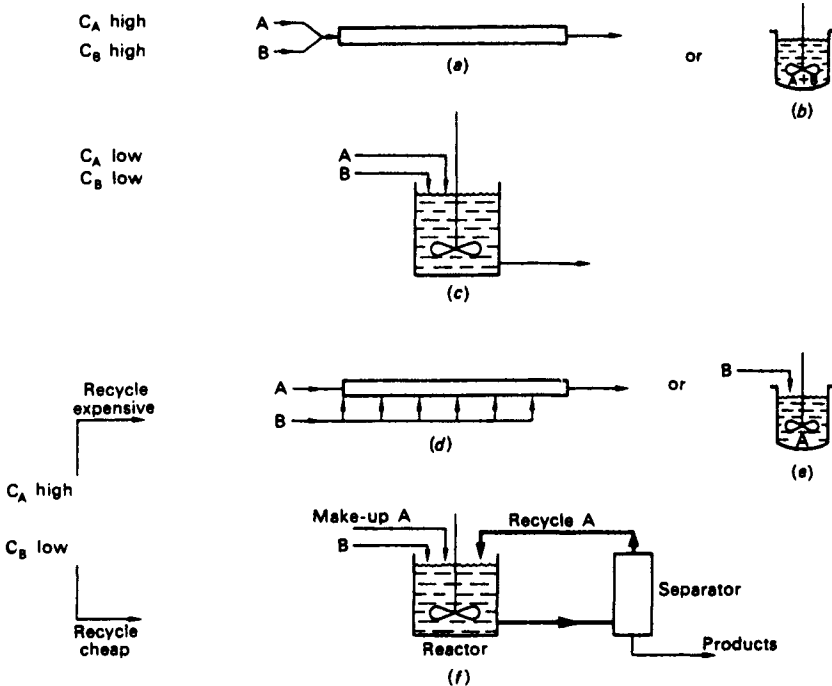 C_A high
C_B high
A
B
(a)
or
A+B
(b)
C_A low
C_B low
A
B
(c)
Recycle
expensive
A
B
(d)
or
B
A
(e)
C_A high
C_B low
Recycle
cheap
Make-up A
B
Recycle A
Separator
Reactor
Products
(f)